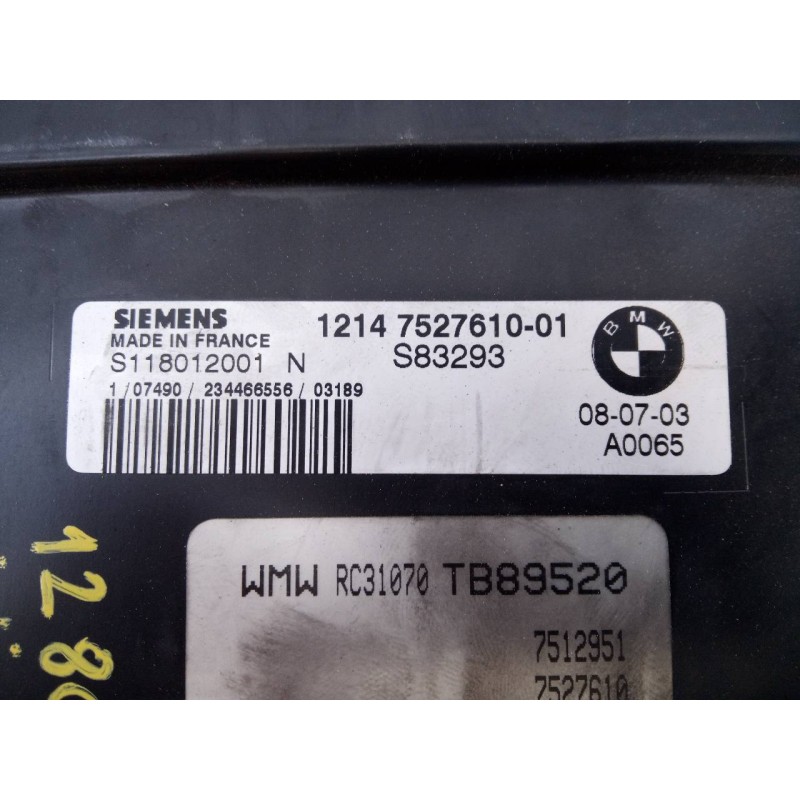 SIEMENS
MADE IN FRANCE
S118012001 N
1214 7527610-01
S83293
BMW
1/07490/234466556/03189
08-07-03
A0065
WMW RC31070 TB89520
7512951
7527610